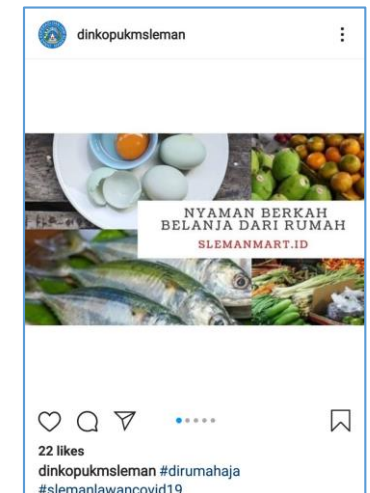 dinkopukmsleman
NYAMAN BERKAH
BELANJA DARI RUMAH
SLEMANMART.ID
22 likes
dinkopukmsleman #dirumahaja
#slemanlawancovid19